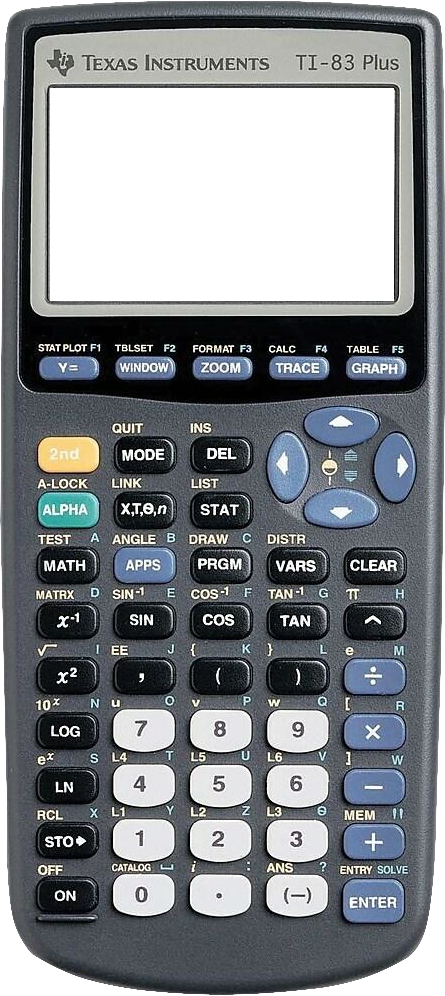 TEXAS INSTRUMENTS TI-83 Plus
STAT PLOT F1 TBLSET F2 FORMAT F3 CALC F4 TABLE F5
Y= WINDOW ZOOM TRACE GRAPH
QUIT INS
2nd MODE DEL
A-LOCK LINK LIST
ALPHA X,T,Θ,n STAT
TEST A ANGLE B DRAW C DISTR
MATH APPS PRGM VARS CLEAR
MATRX D SIN⁻¹ E COS⁻¹ F TAN⁻¹ G π H
x⁻¹ SIN COS TAN ^
√‾ I EE J { K } L e M
x² , ( ) ÷
10ˣ N u O v P w Q [ R
LOG 7 8 9 ×
eˣ S L4 T L5 U L6 V ] W
LN 4 5 6 −
RCL X L1 Y L2 Z L3 θ MEM "
STO▸ 1 2 3 +
OFF CATALOG ⎵ i : ANS ? ENTRY SOLVE
ON 0 . (−) ENTER